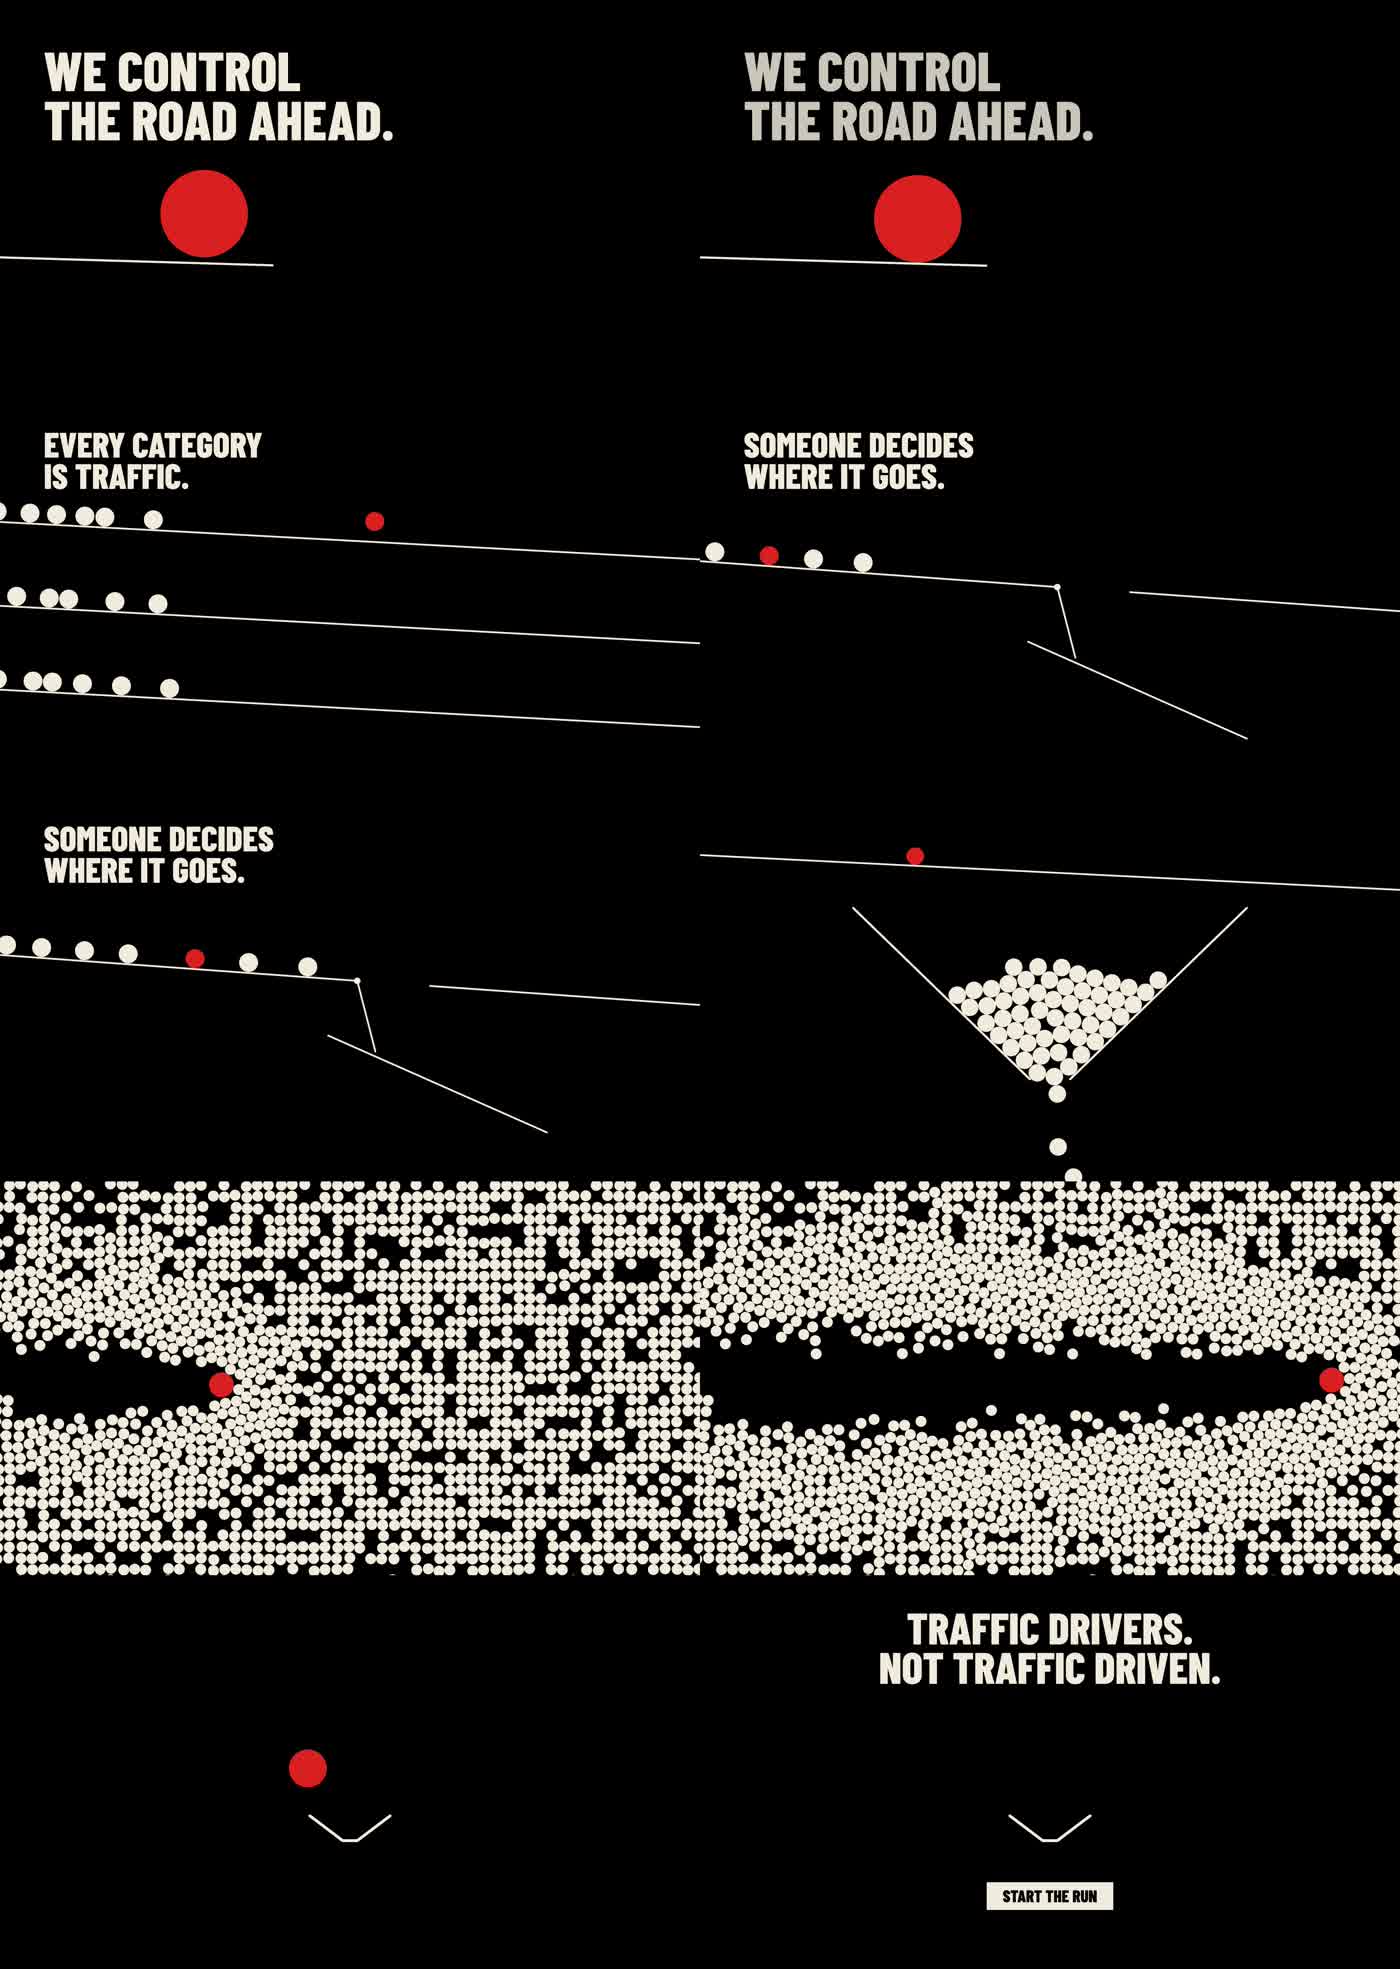 WE CONTROL
THE ROAD AHEAD.
WE CONTROL
THE ROAD AHEAD.
EVERY CATEGORY
IS TRAFFIC.
SOMEONE DECIDES
WHERE IT GOES.
SOMEONE DECIDES
WHERE IT GOES.
TRAFFIC DRIVERS.
NOT TRAFFIC DRIVEN.
START THE RUN